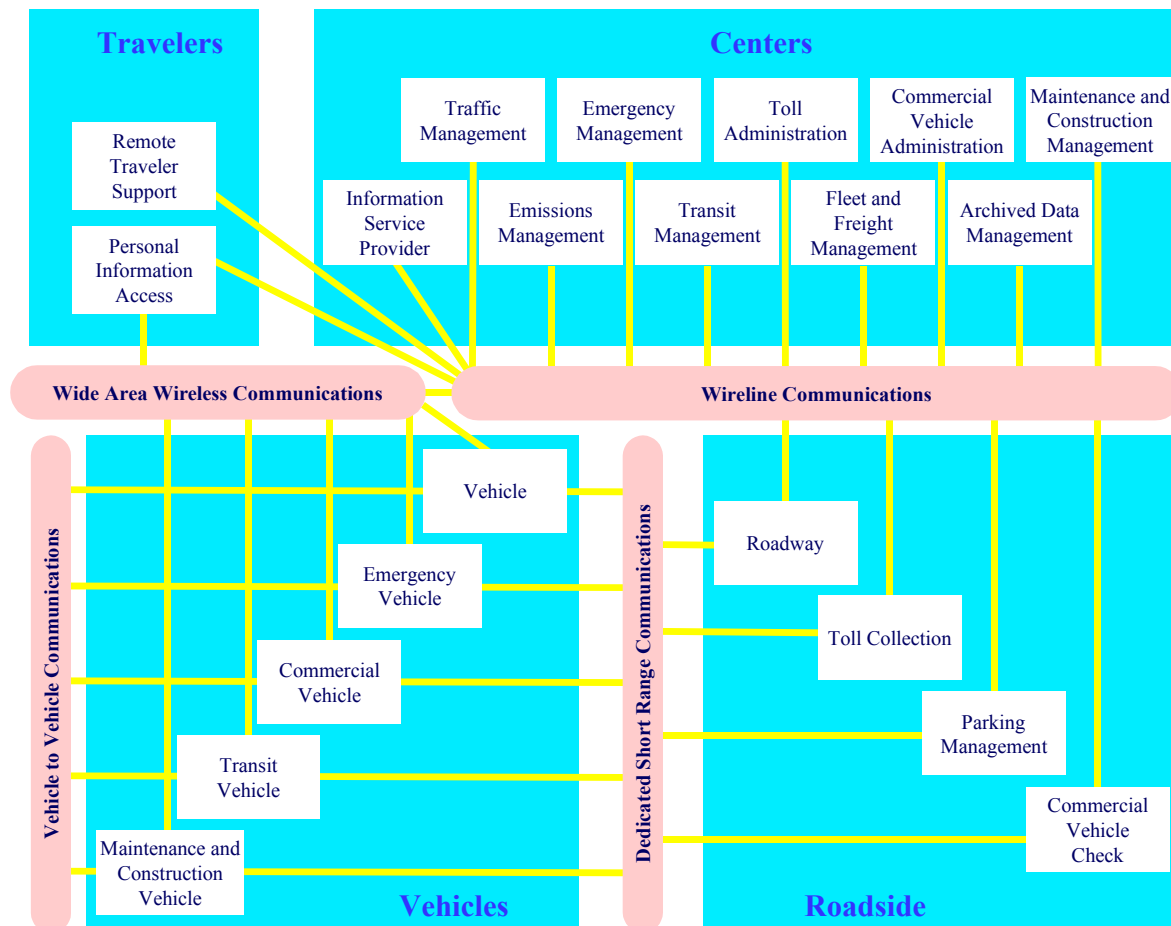 Travelers
Remote
Traveler
Support
Personal
Information
Access
Centers
Traffic
Management
Emergency
Management
Toll
Administration
Commercial
Vehicle
Administration
Maintenance and
Construction
Management
Information
Service
Provider
Emissions
Management
Transit
Management
Fleet and
Freight
Management
Archived Data
Management
Wide Area Wireless Communications
Wireline Communications
Vehicle to Vehicle Communications
Vehicle
Emergency
Vehicle
Commercial
Vehicle
Transit
Vehicle
Maintenance and
Construction
Vehicle
Vehicles
Dedicated Short Range Communications
Roadway
Toll Collection
Parking
Management
Commercial
Vehicle
Check
Roadside